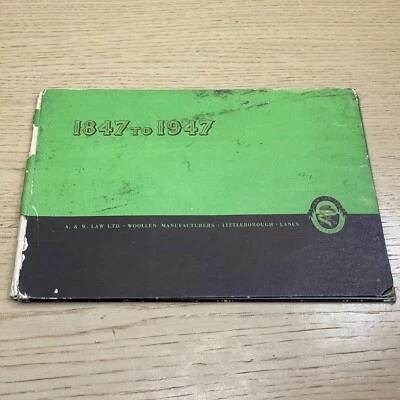 1847 TO 1947
A. & W. LAW LTD · WOOLLEN MANUFACTURERS · LITTLEBOROUGH · LANCS